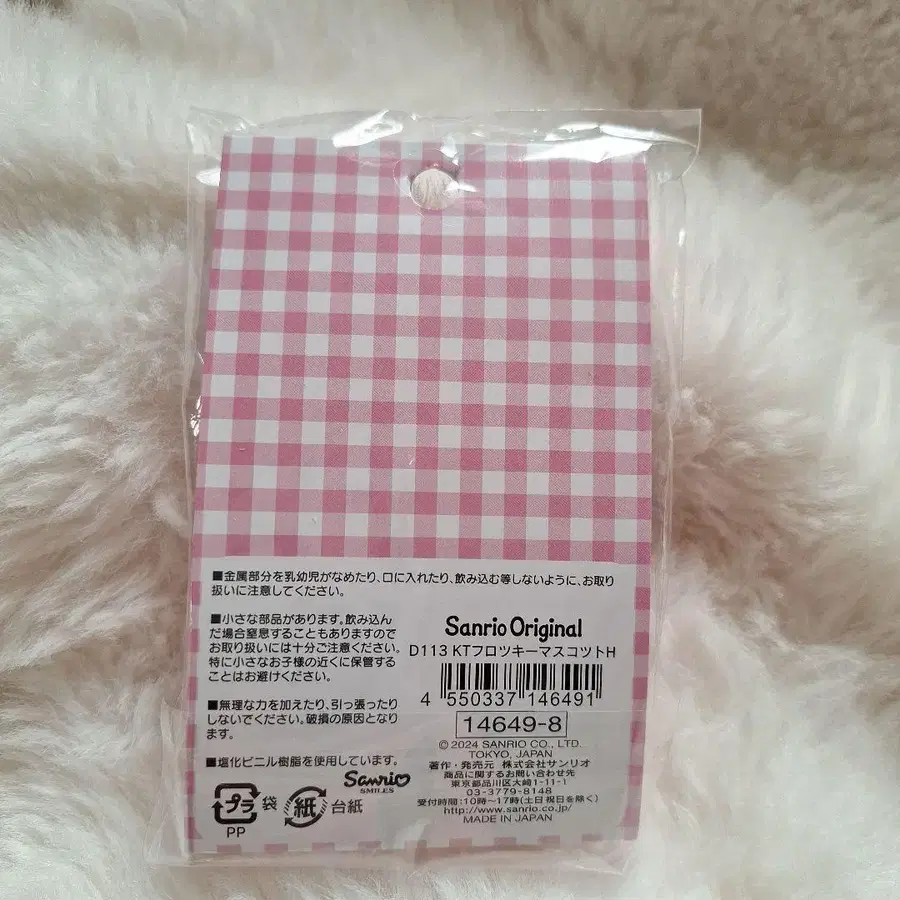 ■金属部分を乳幼児がなめたり、口に入れたり、飲み込む等しないように、お取り
扱いに注意してください。
■小さな部品があります。飲み込ん
だ場合窒息することもありますので
お取り扱いには十分ご注意ください。
特に小さなお子様の近くに保管する
ことはお避けください。
■無理な力を加えたり、引っ張ったり
しないでください。破損の原因となりま
す。
■塩化ビニル樹脂を使用しています。
Sanrio
SMILES
プラ
PP
袋
紙
台紙
Sanrio Original
D113 KTフロツキーマスコツトH
4 550337 146491
14649-8
© 2024 SANRIO CO., LTD.
TOKYO, JAPAN
著作・発売元 株式会社サンリオ
商品に関するお問い合わせ先
東京都品川区大崎1-11-1
03-3779-8148
受付時間:10時〜17時(土日祝日を除く)
http://www.sanrio.co.jp/
MADE IN JAPAN